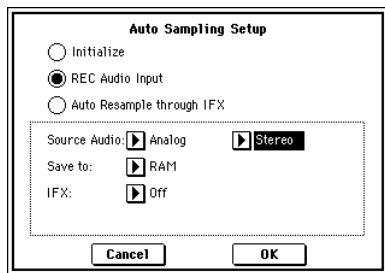 Auto Sampling Setup
Initialize
REC Audio Input
Auto Resample through IFX
Source Audio: Analog Stereo
Save to: RAM
IFX: Off
Cancel OK